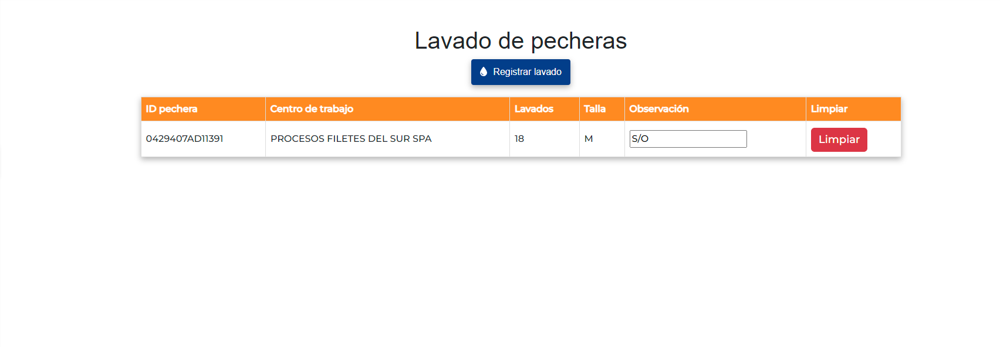 Lavado de pecheras
Registrar lavado
ID pechera Centro de trabajo Lavados Talla Observación Limpiar
0429407AD11391 PROCESOS FILETES DEL SUR SPA 18 M S/O Limpiar